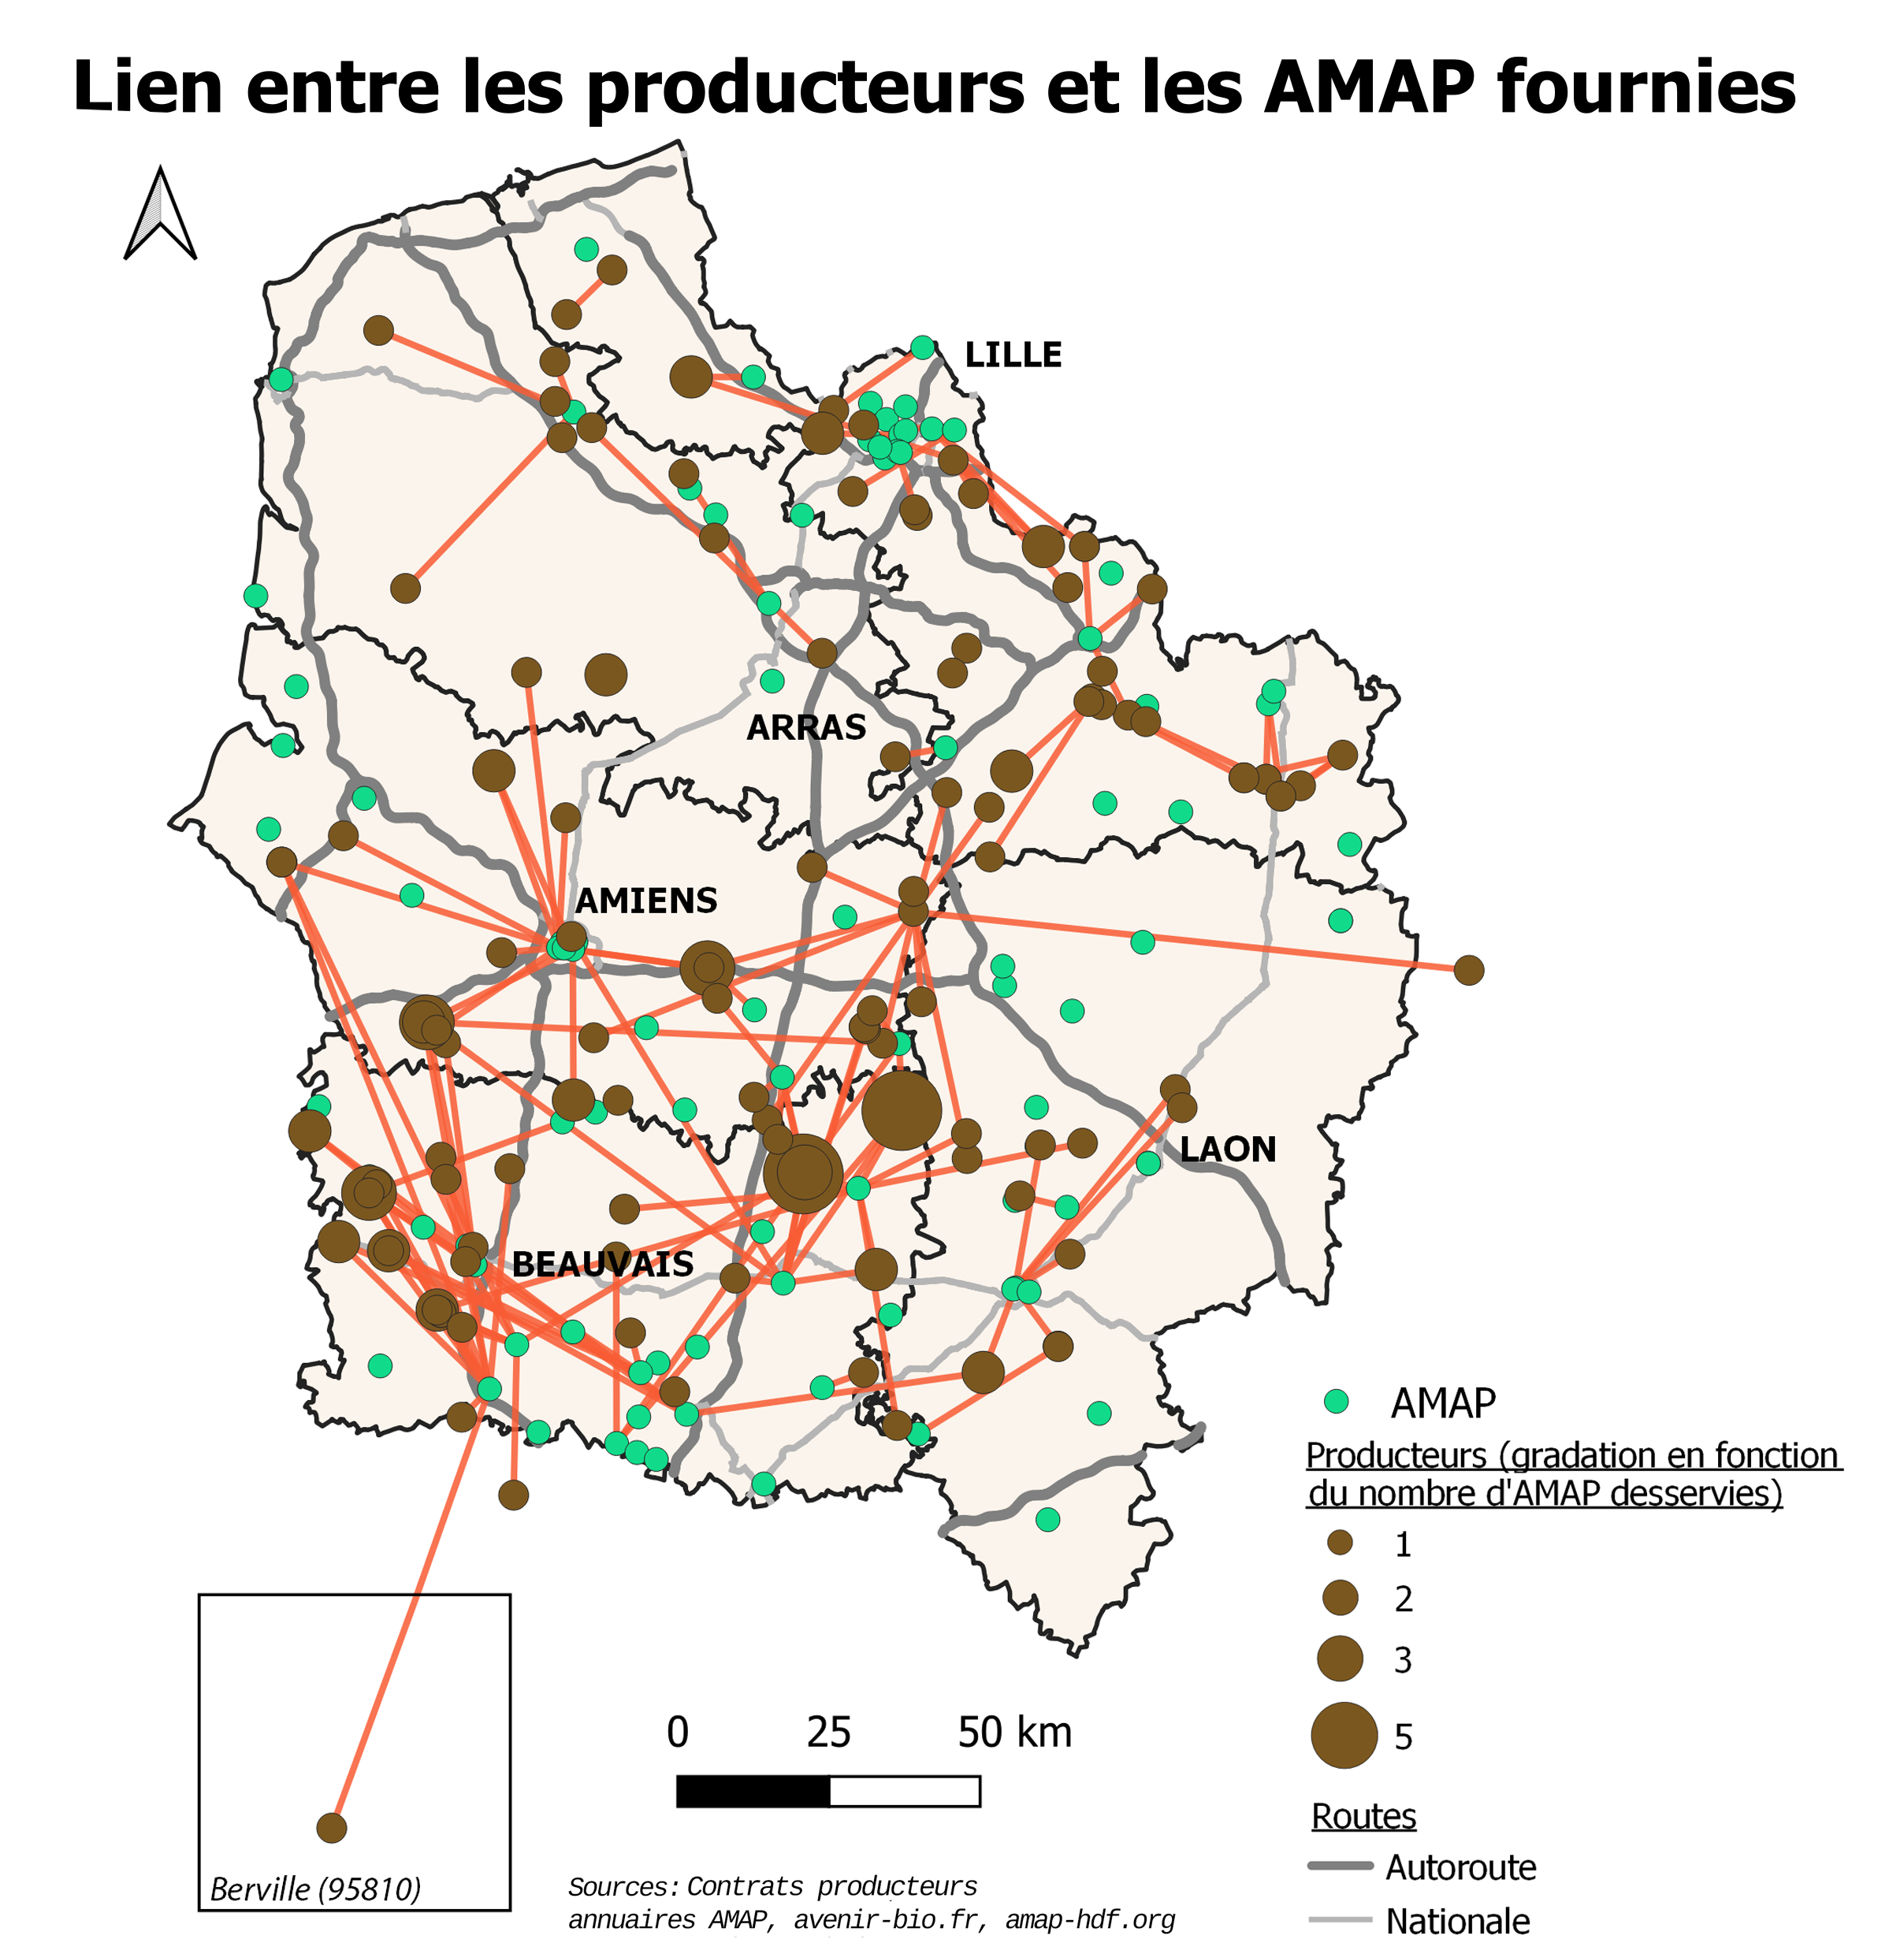 Lien entre les producteurs et les AMAP fournies
LILLE
ARRAS
AMIENS
LAON
BEAUVAIS
AMAP
Producteurs (gradation en fonction
du nombre d'AMAP desservies)
1
2
3
5
Routes
Autoroute
Nationale
0 25 50 km
Berville (95810)
Sources: Contrats producteurs
annuaires AMAP, avenir-bio.fr, amap-hdf.org